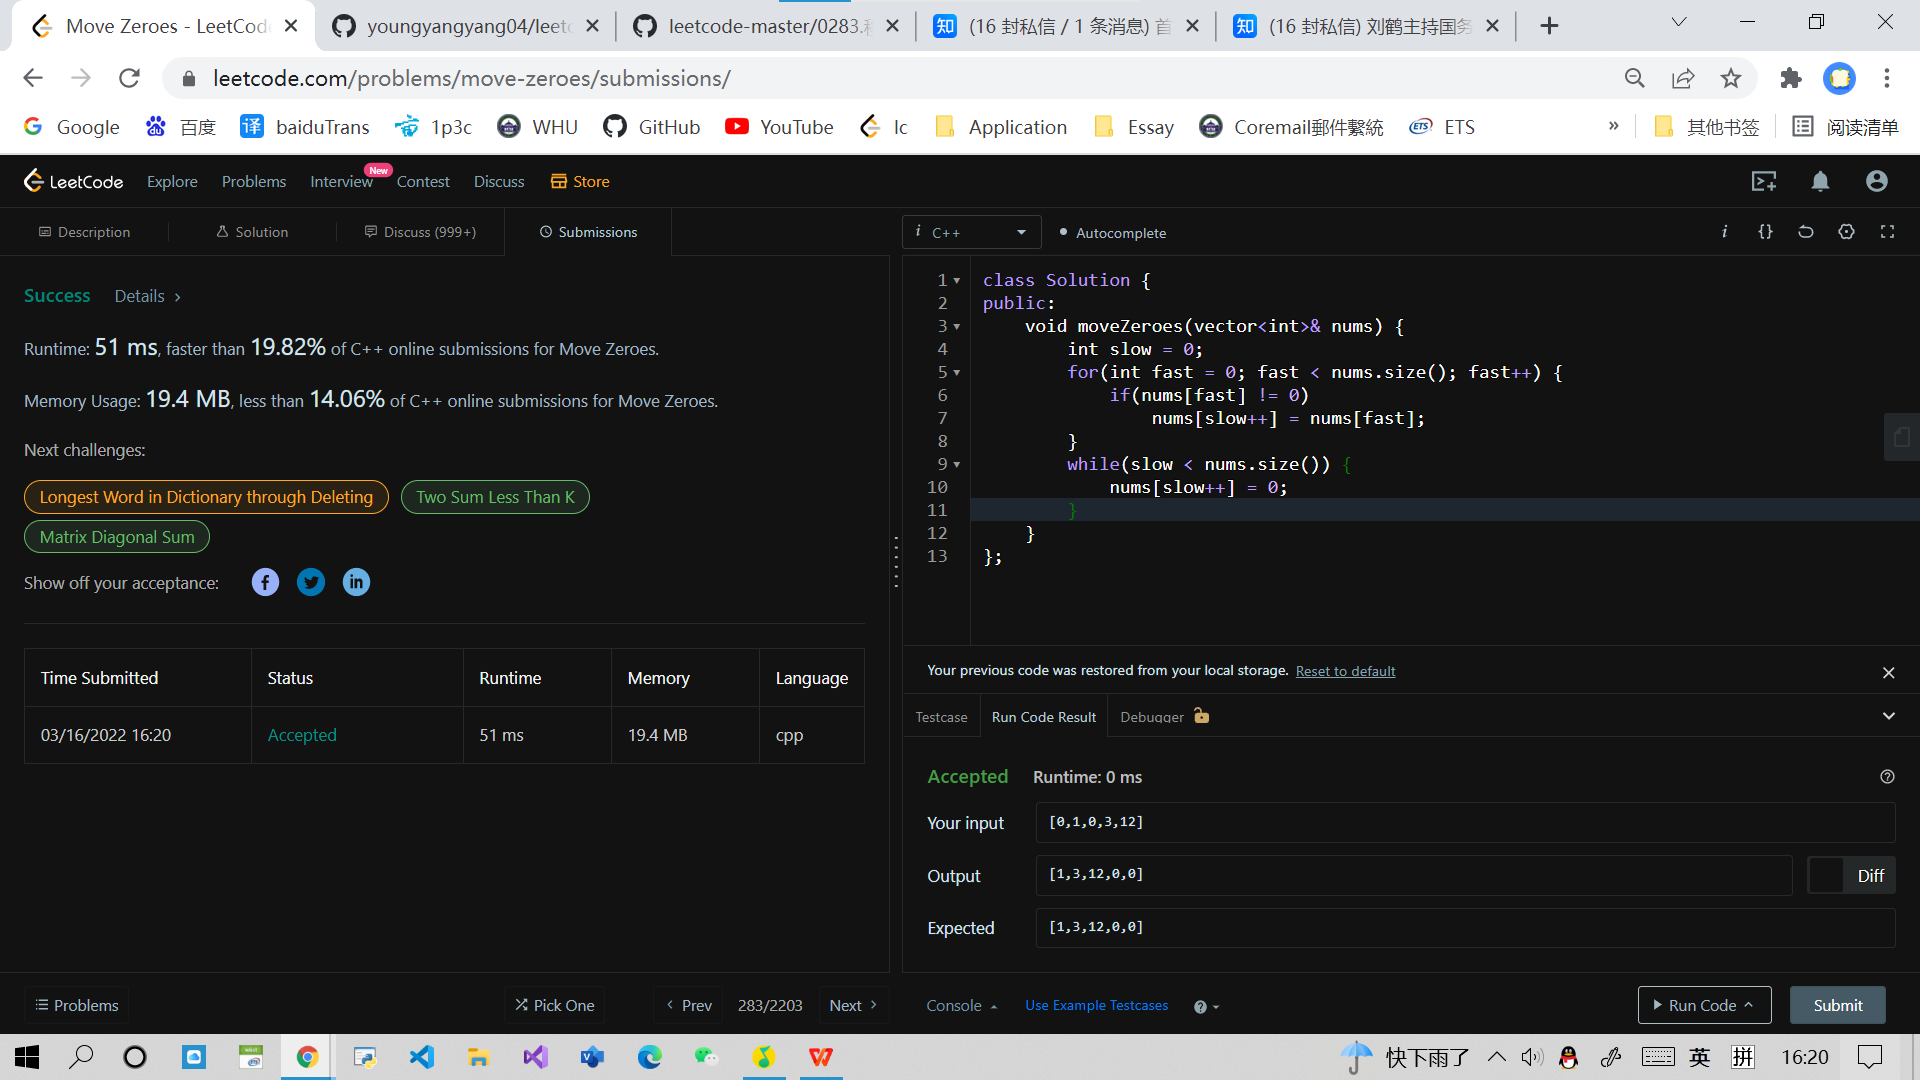 Move Zeroes - LeetCod
youngyangyang04/leetc
leetcode-master/0283.移
(16 封私信 / 1 条消息) 首
(16 封私信) 刘鹤主持国务
leetcode.com/problems/move-zeroes/submissions/
Google
百度
baiduTrans
1p3c
WHU
GitHub
YouTube
lc
Application
Essay
Coremail郵件繫統
ETS
»
其他书签
阅读清单
LeetCode
Explore
Problems
Interview
New
Contest
Discuss
Store
Description
Solution
Discuss (999+)
Submissions
i C++
Autocomplete
i {}
Success
Details >
Runtime: 51 ms, faster than 19.82% of C++ online submissions for Move Zeroes.
Memory Usage: 19.4 MB, less than 14.06% of C++ online submissions for Move Zeroes.
Next challenges:
Longest Word in Dictionary through Deleting
Two Sum Less Than K
Matrix Diagonal Sum
Show off your acceptance:
Time Submitted Status Runtime Memory Language
03/16/2022 16:20 Accepted 51 ms 19.4 MB cpp
1 class Solution {
2 public:
3 void moveZeroes(vector<int>& nums) {
4 int slow = 0;
5 for(int fast = 0; fast < nums.size(); fast++) {
6 if(nums[fast] != 0)
7 nums[slow++] = nums[fast];
8 }
9 while(slow < nums.size()) {
10 nums[slow++] = 0;
11 }
12 }
13 };
Your previous code was restored from your local storage. Reset to default
Testcase
Run Code Result
Debugger
Accepted
Runtime: 0 ms
Your input
[0,1,0,3,12]
Output
[1,3,12,0,0]
Diff
Expected
[1,3,12,0,0]
Problems
Pick One
Prev
283/2203
Next
Console
Use Example Testcases
Run Code
Submit
快下雨了
英
拼
16:20